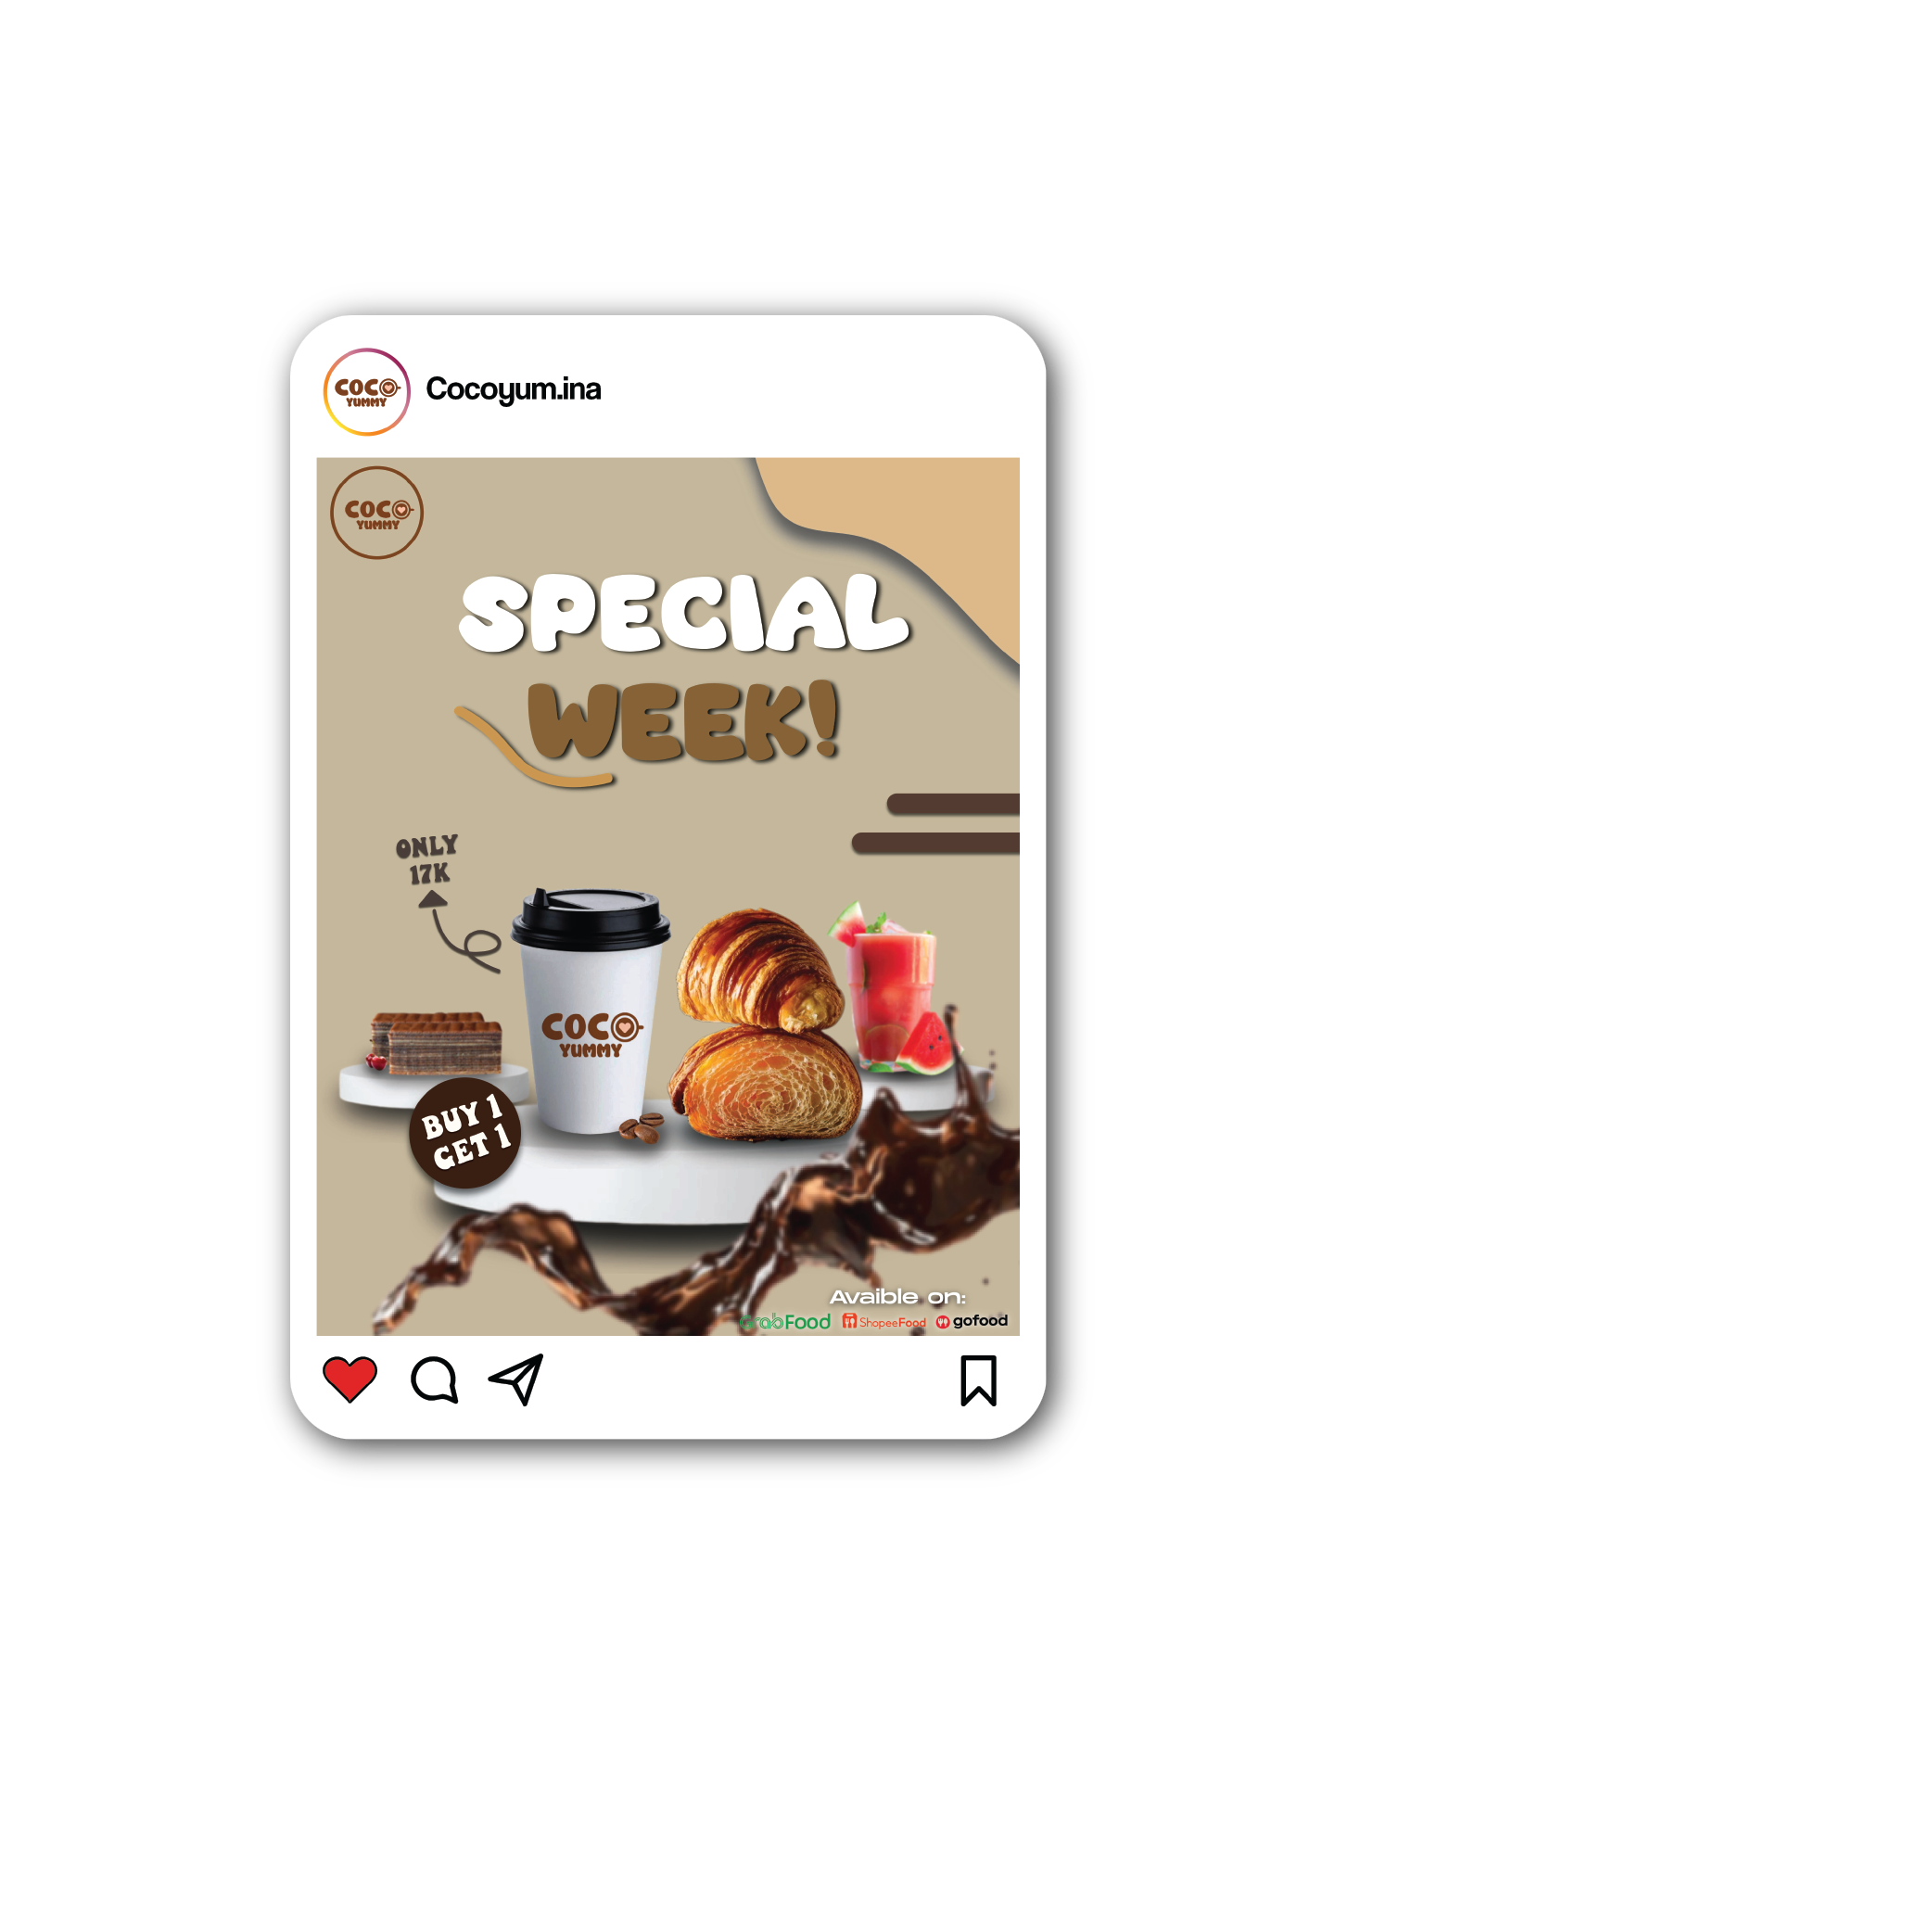 COCO
YUMMY
Cocoyum.ina
COCO
YUMMY
SPECIAL
WEEK!
ONLY
17K
COCO
YUMMY
BUY 1
GET 1
Avaible on:
GrabFood ShopeeFood gofood